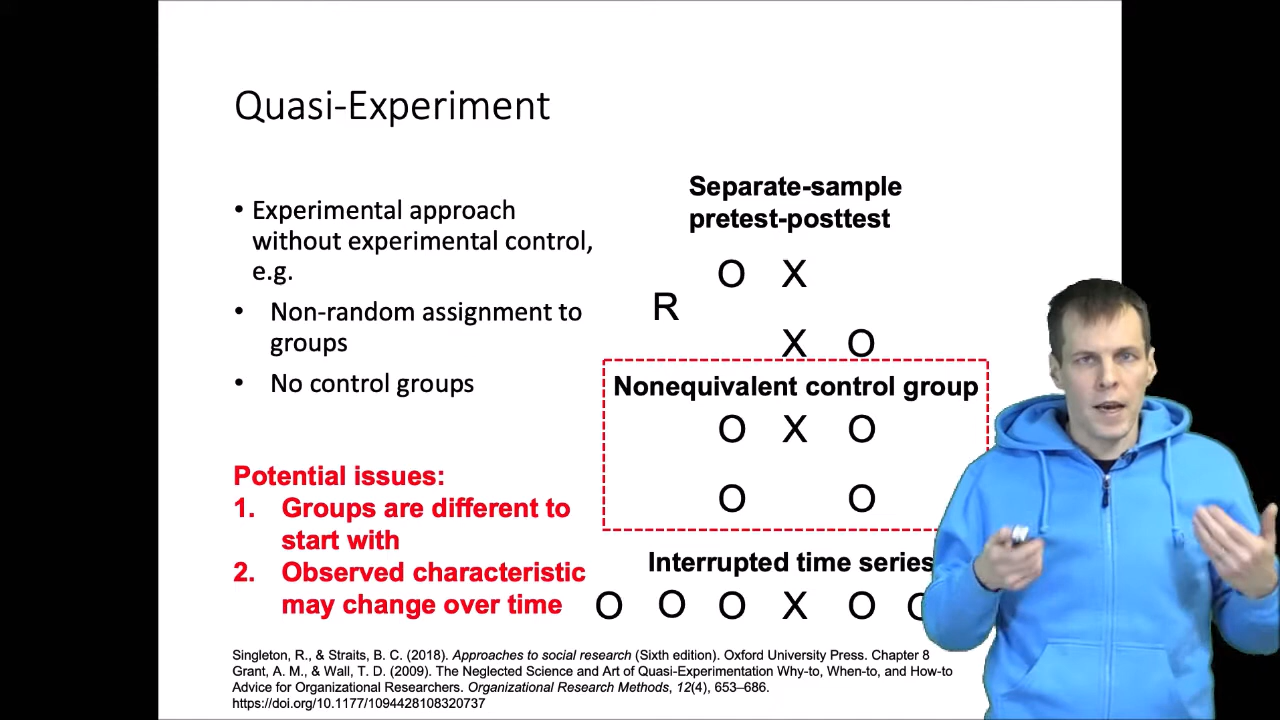 Quasi-Experiment
• Experimental approach
without experimental control,
e.g.
• Non-random assignment to
groups
• No control groups
Potential issues:
1. Groups are different to
start with
2. Observed characteristic
may change over time
Separate-sample
pretest-posttest
O X
R
X O
Nonequivalent control group
O X O
O O
Interrupted time series
O O O X O
Singleton, R., & Straits, B. C. (2018). Approaches to social research (Sixth edition). Oxford University Press. Chapter 8
Grant, A. M., & Wall, T. D. (2009). The Neglected Science and Art of Quasi-Experimentation Why-to, When-to, and How-to
Advice for Organizational Researchers. Organizational Research Methods, 12(4), 653–686.
https://doi.org/10.1177/1094428108320737